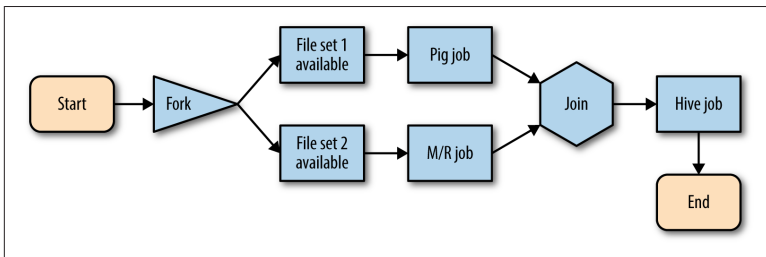 Start
Fork
File set 1
available
Pig job
File set 2
available
M/R job
Join
Hive job
End